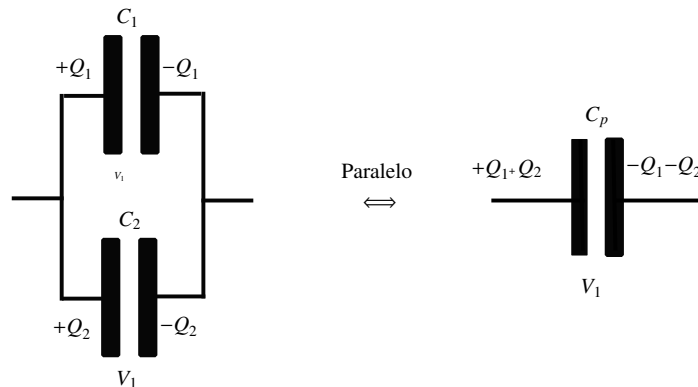 C₁
+Q₁ −Q₁
V₁
C₂
+Q₂ −Q₂
V₁
Paralelo
⟺
Cₚ
+Q₁₊Q₂ −Q₁−Q₂
V₁